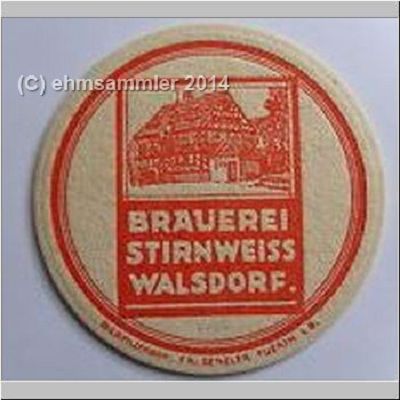 (C) ehmsammler 2014
BRAUEREI
STIRNWEISS
WALSDORF.